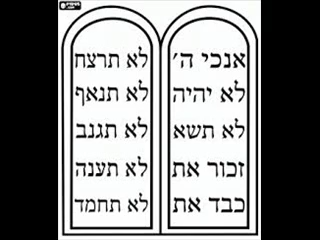 אנכי ה׳
לא יהיה
לא תשא
זכור את
כבד את
לא תרצח
לא תנאף
לא תגנב
לא תענה
לא תחמד